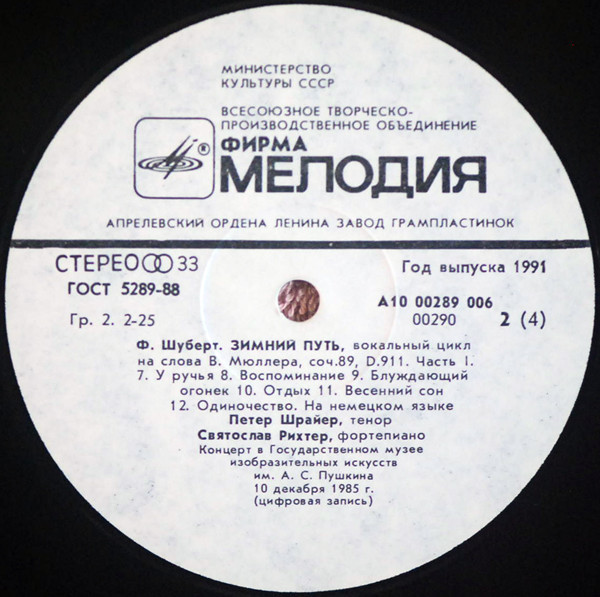 МИНИСТЕРСТВО
КУЛЬТУРЫ СССР
ВСЕСОЮЗНОЕ ТВОРЧЕСКО-
ПРОИЗВОДСТВЕННОЕ ОБЪЕДИНЕНИЕ
ФИРМА
®
МЕЛОДИЯ
АПРЕЛЕВСКИЙ ОРДЕНА ЛЕНИНА ЗАВОД ГРАМПЛАСТИНОК
СТЕРЕО 33
Год выпуска 1991
ГОСТ 5289-88
А10 00289 006
Гр. 2. 2-25
00290 2 (4)
Ф. Шуберт. ЗИМНИЙ ПУТЬ, вокальный цикл
на слова В. Мюллера, соч.89, D.911. Часть I.
7. У ручья 8. Воспоминание 9. Блуждающий
огонек 10. Отдых 11. Весенний сон
12. Одиночество. На немецком языке
Петер Шрайер, тенор
Святослав Рихтер, фортепиано
Концерт в Государственном музее
изобразительных искусств
им. А. С. Пушкина
10 декабря 1985 г.
(цифровая запись)